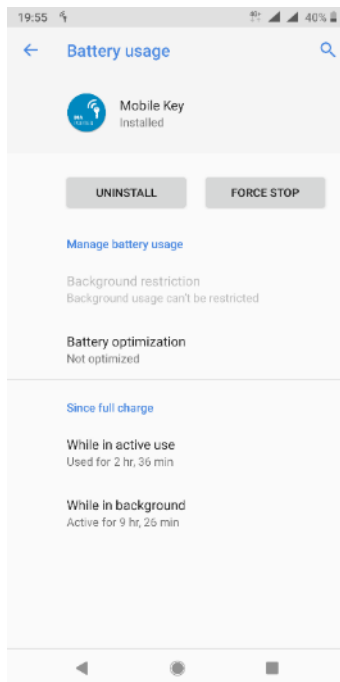 19:55 40%
Battery usage
Mobile Key
Installed
UNINSTALL FORCE STOP
Manage battery usage
Background restriction
Background usage can't be restricted
Battery optimization
Not optimized
Since full charge
While in active use
Used for 2 hr, 36 min
While in background
Active for 9 hr, 26 min